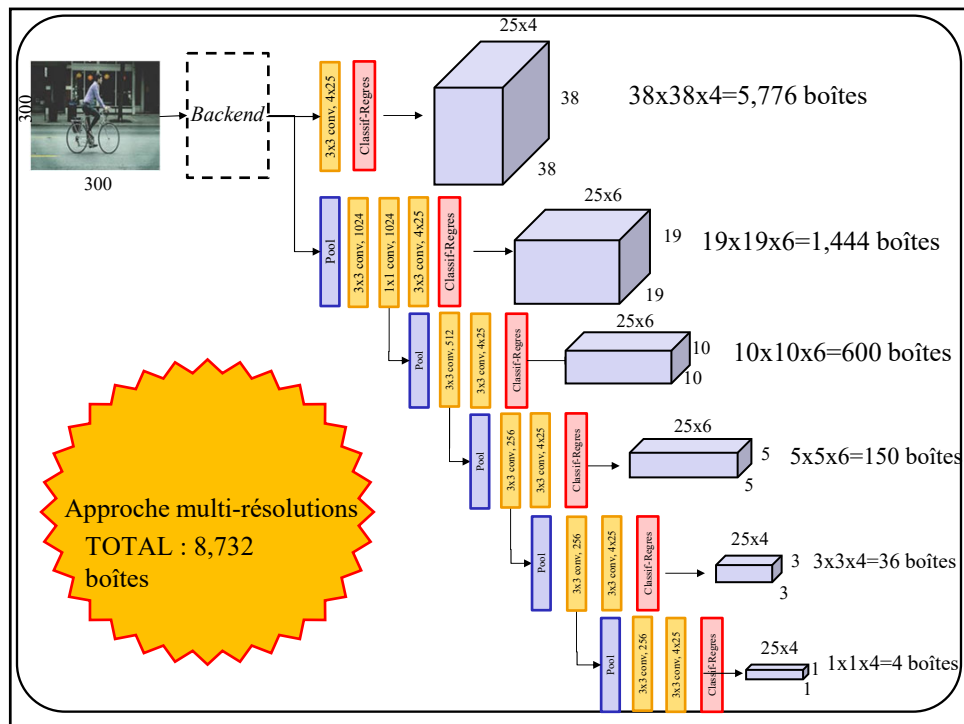 25x4
300
300
Backend
3x3 conv, 4x25
Classif-Regres
38
38
38x38x4=5,776 boîtes
25x6
Pool
3x3 conv, 1024
1x1 conv, 1024
3x3 conv, 4x25
Classif-Regres
19
19
19x19x6=1,444 boîtes
25x6
Pool
3x3 conv, 512
3x3 conv, 4x25
Classif-Regres
10
10
10x10x6=600 boîtes
25x6
Pool
3x3 conv, 256
3x3 conv, 4x25
Classif-Regres
5
5
5x5x6=150 boîtes
Approche multi-résolutions
TOTAL : 8,732
boîtes
25x4
Pool
3x3 conv, 256
3x3 conv, 4x25
Classif-Regres
3
3
3x3x4=36 boîtes
25x4
Pool
3x3 conv, 256
3x3 conv, 4x25
Classif-Regres
1
1
1x1x4=4 boîtes